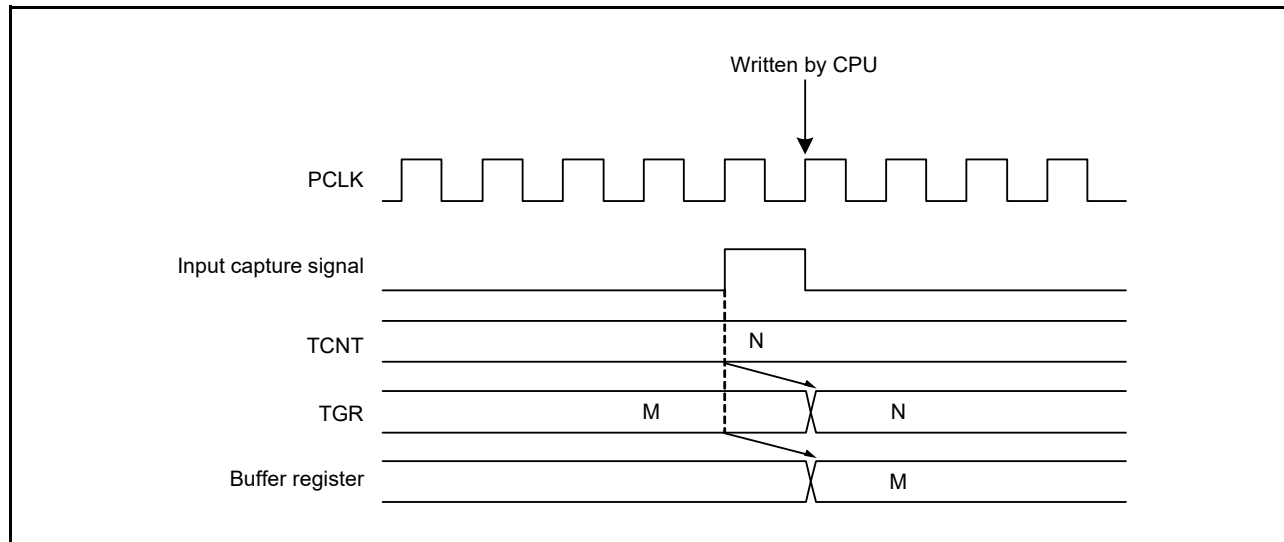 Written by CPU
PCLK
Input capture signal
TCNT
N
TGR
M
N
Buffer register
M